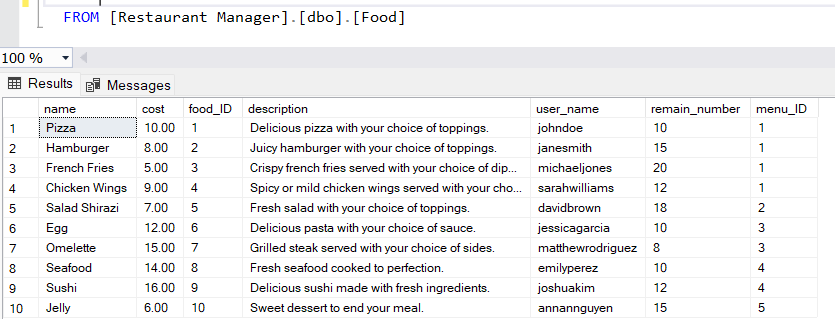 FROM [Restaurant Manager].[dbo].[Food]
100 %
Results Messages
name cost food_ID description user_name remain_number menu_ID
1 Pizza 10.00 1 Delicious pizza with your choice of toppings. johndoe 10 1
2 Hamburger 8.00 2 Juicy hamburger with your choice of toppings. janesmith 15 1
3 French Fries 5.00 3 Crispy french fries served with your choice of dip... michaeljones 20 1
4 Chicken Wings 9.00 4 Spicy or mild chicken wings served with your cho... sarahwilliams 12 1
5 Salad Shirazi 7.00 5 Fresh salad with your choice of toppings. davidbrown 18 2
6 Egg 12.00 6 Delicious pasta with your choice of sauce. jessicagarcia 10 3
7 Omelette 15.00 7 Grilled steak served with your choice of sides. matthewrodriguez 8 3
8 Seafood 14.00 8 Fresh seafood cooked to perfection. emilyperez 10 4
9 Sushi 16.00 9 Delicious sushi made with fresh ingredients. joshuakim 12 4
10 Jelly 6.00 10 Sweet dessert to end your meal. annannguyen 15 5